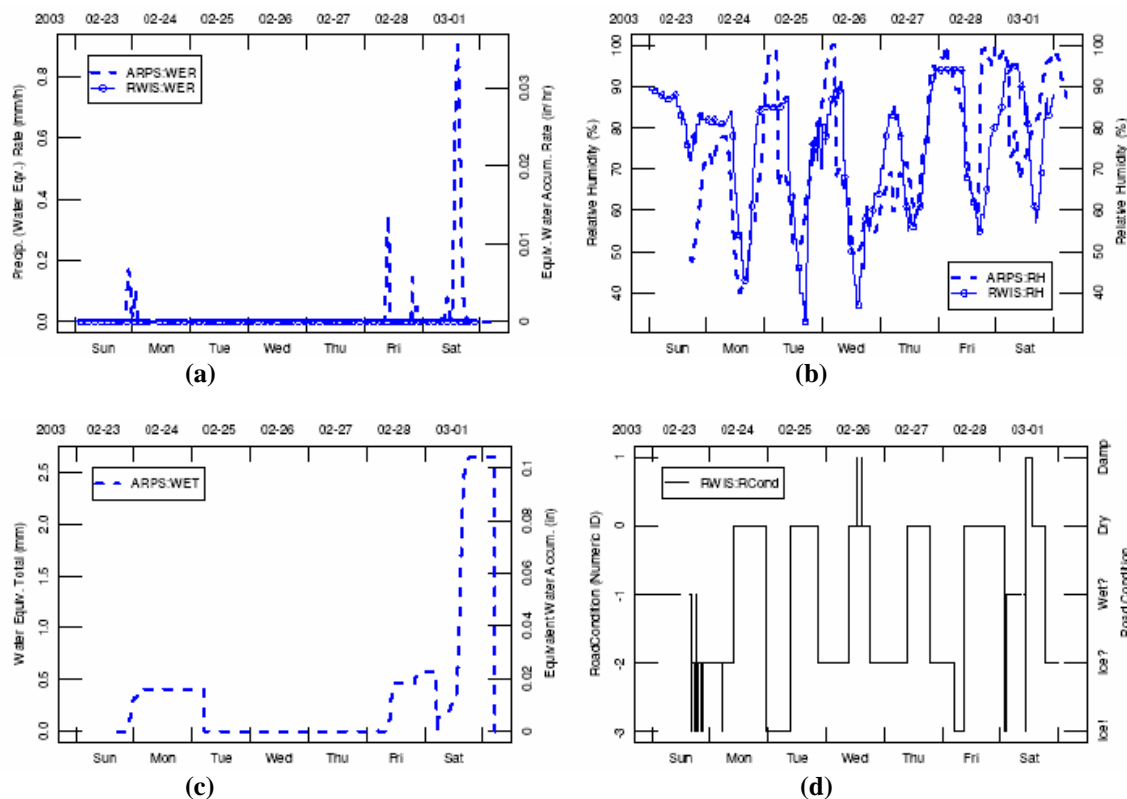 2003 02-23 02-24 02-25 02-26 02-27 02-28 03-01
Precip. (Water Eqv.) Rate (mm/h)
0.0 0.2 0.4 0.6 0.8
ARPS:WER
RWIS:WER
0 0.01 0.02 0.03
Equiv. Water Accum. Rate (in/hr)
Sun Mon Tue Wed Thu Fri Sat
(a)
2003 02-23 02-24 02-25 02-26 02-27 02-28 03-01
Relative Humidity (%)
40 50 60 70 80 90 100
ARPS:RH
RWIS:RH
40 50 60 70 80 90 100
Relative Humidity (%)
Sun Mon Tue Wed Thu Fri Sat
(b)
2003 02-23 02-24 02-25 02-26 02-27 02-28 03-01
Water Equiv. Total (mm)
0.0 0.5 1.0 1.5 2.0 2.5
ARPS:WET
0 0.02 0.04 0.06 0.08 0.1
Equivalent Water Accum. (in)
Sun Mon Tue Wed Thu Fri Sat
(c)
2003 02-23 02-24 02-25 02-26 02-27 02-28 03-01
RoadCondition (Numeric ID)
-3 -2 -1 0 1
RWIS:RCond
Ice! Ice? Wet? Dry Damp
Road Condition
Sun Mon Tue Wed Thu Fri Sat
(d)